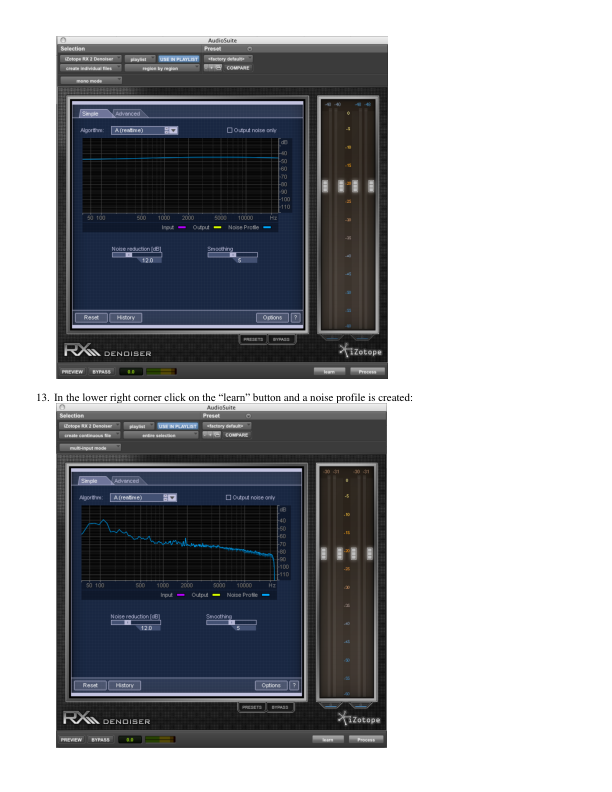 AudioSuite
Selection
Preset
iZotope RX 2 Denoiser
playlist
USE IN PLAYLIST
<factory default>
create individual files
region by region
COMPARE
mono mode
Simple
Advanced
Algorithm:
A (realtime)
Output noise only
dB
-40
-50
-60
-70
-80
-90
-100
-110
50 100 500 1000 2000 5000 10000 Hz
Input
Output
Noise Profile
Noise reduction [dB]
Smoothing
12.0
5
Reset
History
Options
?
PRESETS
BYPASS
RX DENOISER
iZotope
PREVIEW
BYPASS
0.0
learn
Process
13. In the lower right corner click on the “learn” button and a noise profile is created:
AudioSuite
Selection
Preset
iZotope RX 2 Denoiser
playlist
USE IN PLAYLIST
<factory default>
create continuous file
entire selection
COMPARE
multi-input mode
Simple
Advanced
Algorithm:
A (realtime)
Output noise only
dB
-40
-50
-60
-70
-80
-90
-100
-110
50 100 500 1000 2000 5000 10000 Hz
Input
Output
Noise Profile
Noise reduction [dB]
Smoothing
12.0
5
Reset
History
Options
?
PRESETS
BYPASS
RX DENOISER
iZotope
PREVIEW
BYPASS
0.0
learn
Process